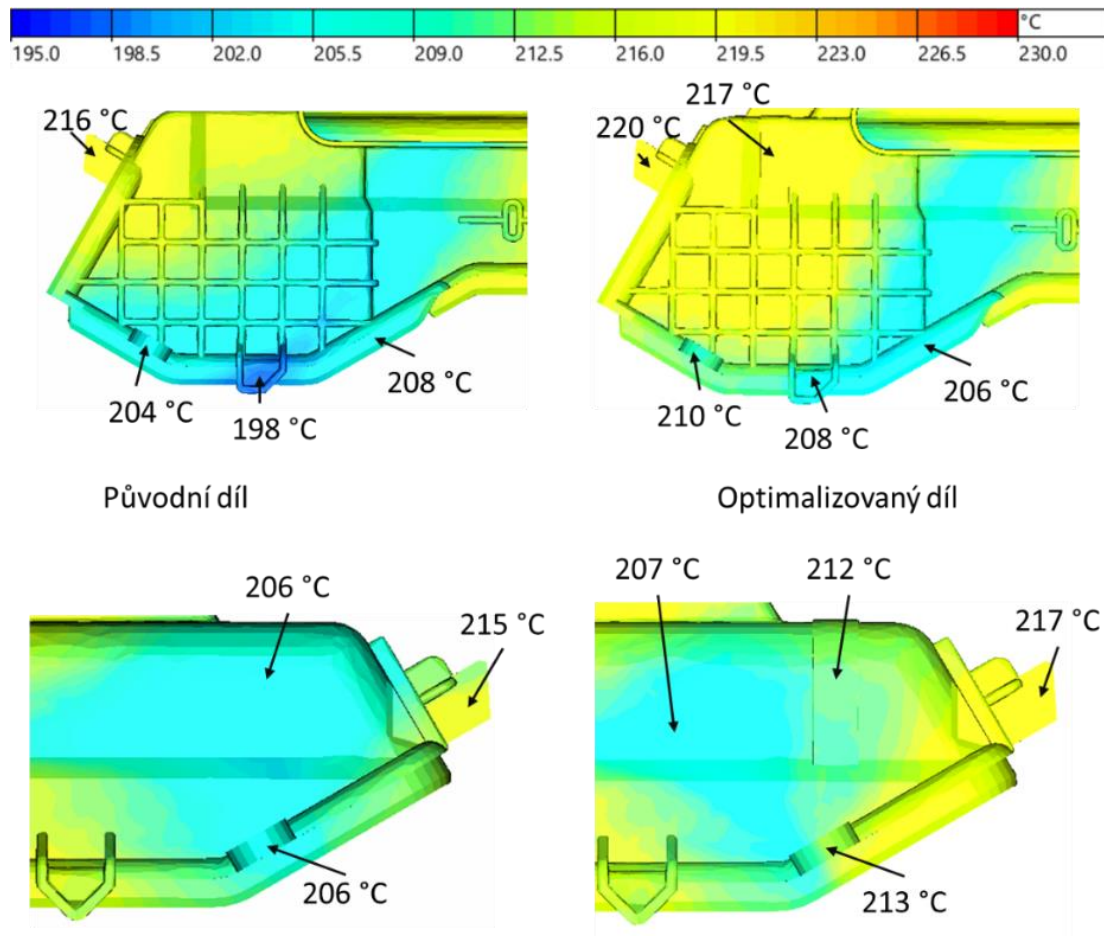 °C
195.0 198.5 202.0 205.5 209.0 212.5 216.0 219.5 223.0 226.5 230.0
216 °C
204 °C
198 °C
208 °C
217 °C
220 °C
210 °C
208 °C
206 °C
Původní díl
Optimalizovaný díl
206 °C
215 °C
206 °C
207 °C
212 °C
217 °C
213 °C